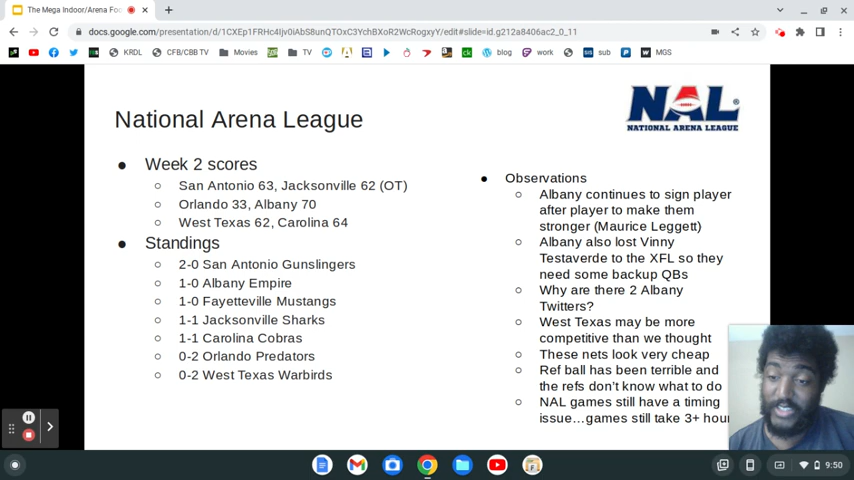 The Mega Indoor/Arena Foo
docs.google.com/presentation/d/1CXEp1FRHc4Ijv0iAbS8unQTOxC3YchBXoR2WcRogxyY/edit#slide=id.g212a8406ac2_0_11
KRDL
CFB/CBB TV
Movies
TV
blog
work
sub
MGS
National Arena League
NAL
NATIONAL ARENA LEAGUE
Week 2 scores
San Antonio 63, Jacksonville 62 (OT)
Orlando 33, Albany 70
West Texas 62, Carolina 64
Standings
2-0 San Antonio Gunslingers
1-0 Albany Empire
1-0 Fayetteville Mustangs
1-1 Jacksonville Sharks
1-1 Carolina Cobras
0-2 Orlando Predators
0-2 West Texas Warbirds
Observations
Albany continues to sign player
after player to make them
stronger (Maurice Leggett)
Albany also lost Vinny
Testaverde to the XFL so they
need some backup QBs
Why are there 2 Albany
Twitters?
West Texas may be more
competitive than we thought
These nets look very cheap
Ref ball has been terrible and
the refs don't know what to do
NAL games still have a timing
issue…games still take 3+ hour
9:50